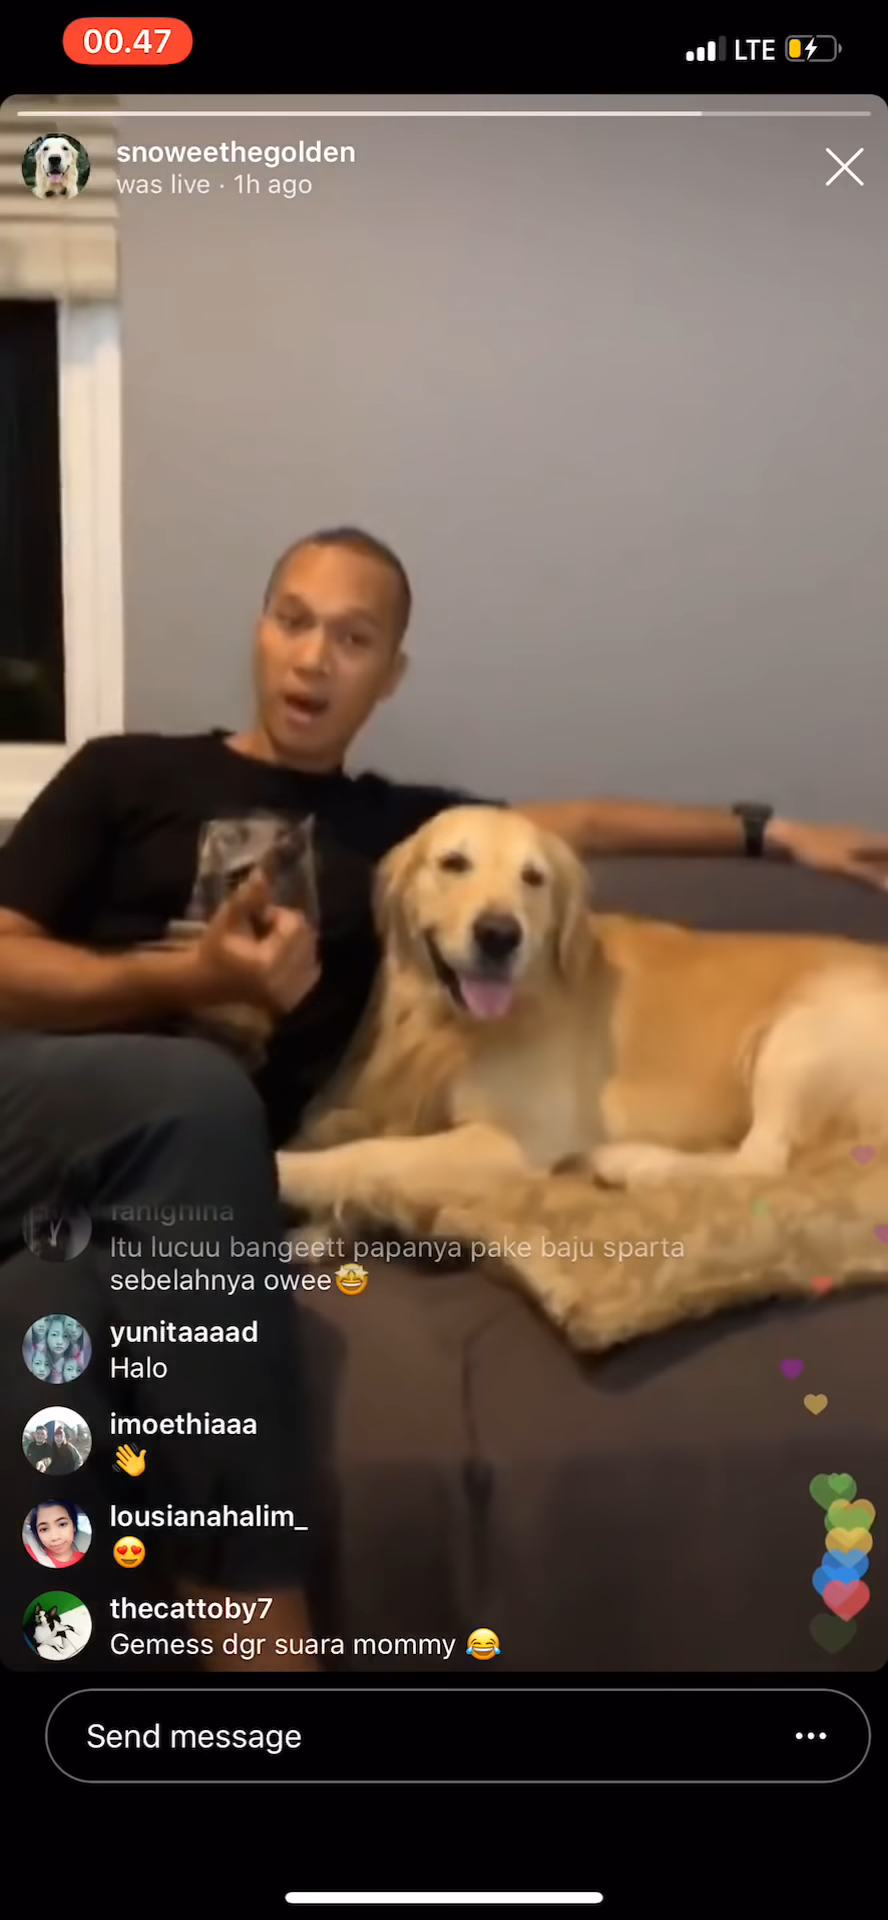 00.47
LTE
snoweethegolden
was live · 1h ago
Itu lucuu bangeett papanya pake baju sparta
sebelahnya owee🤩
yunitaaaad
Halo
imoethiaaa
👋
lousianahalim_
😍
thecattoby7
Gemess dgr suara mommy 😂
Send message